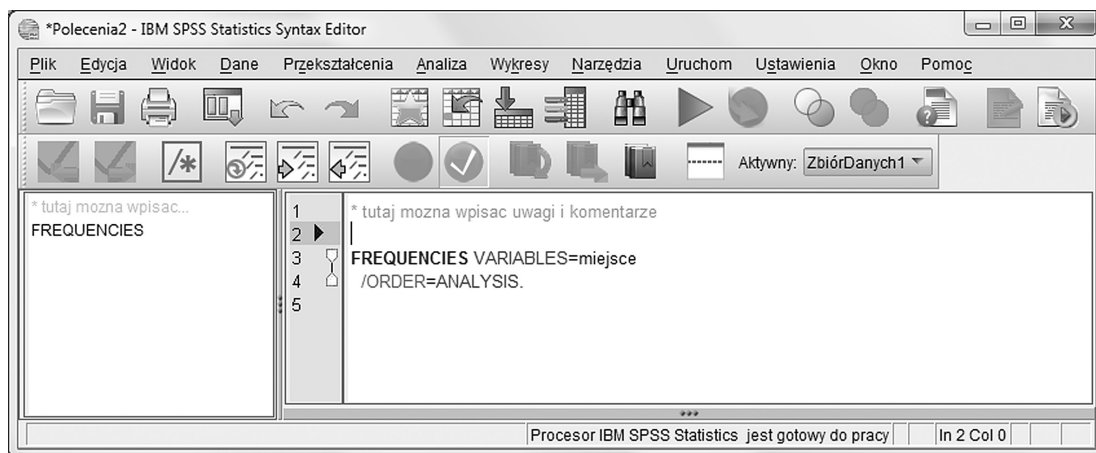 *Polecenia2 - IBM SPSS Statistics Syntax Editor
Plik Edycja Widok Dane Przekształcenia Analiza Wykresy Narzędzia Uruchom Ustawienia Okno Pomoc
/* Aktywny: ZbiórDanych1
* tutaj mozna wpisac...
FREQUENCIES
1 * tutaj mozna wpisac uwagi i komentarze
2
3 FREQUENCIES VARIABLES=miejsce
4 /ORDER=ANALYSIS.
5
Procesor IBM SPSS Statistics jest gotowy do pracy In 2 Col 0